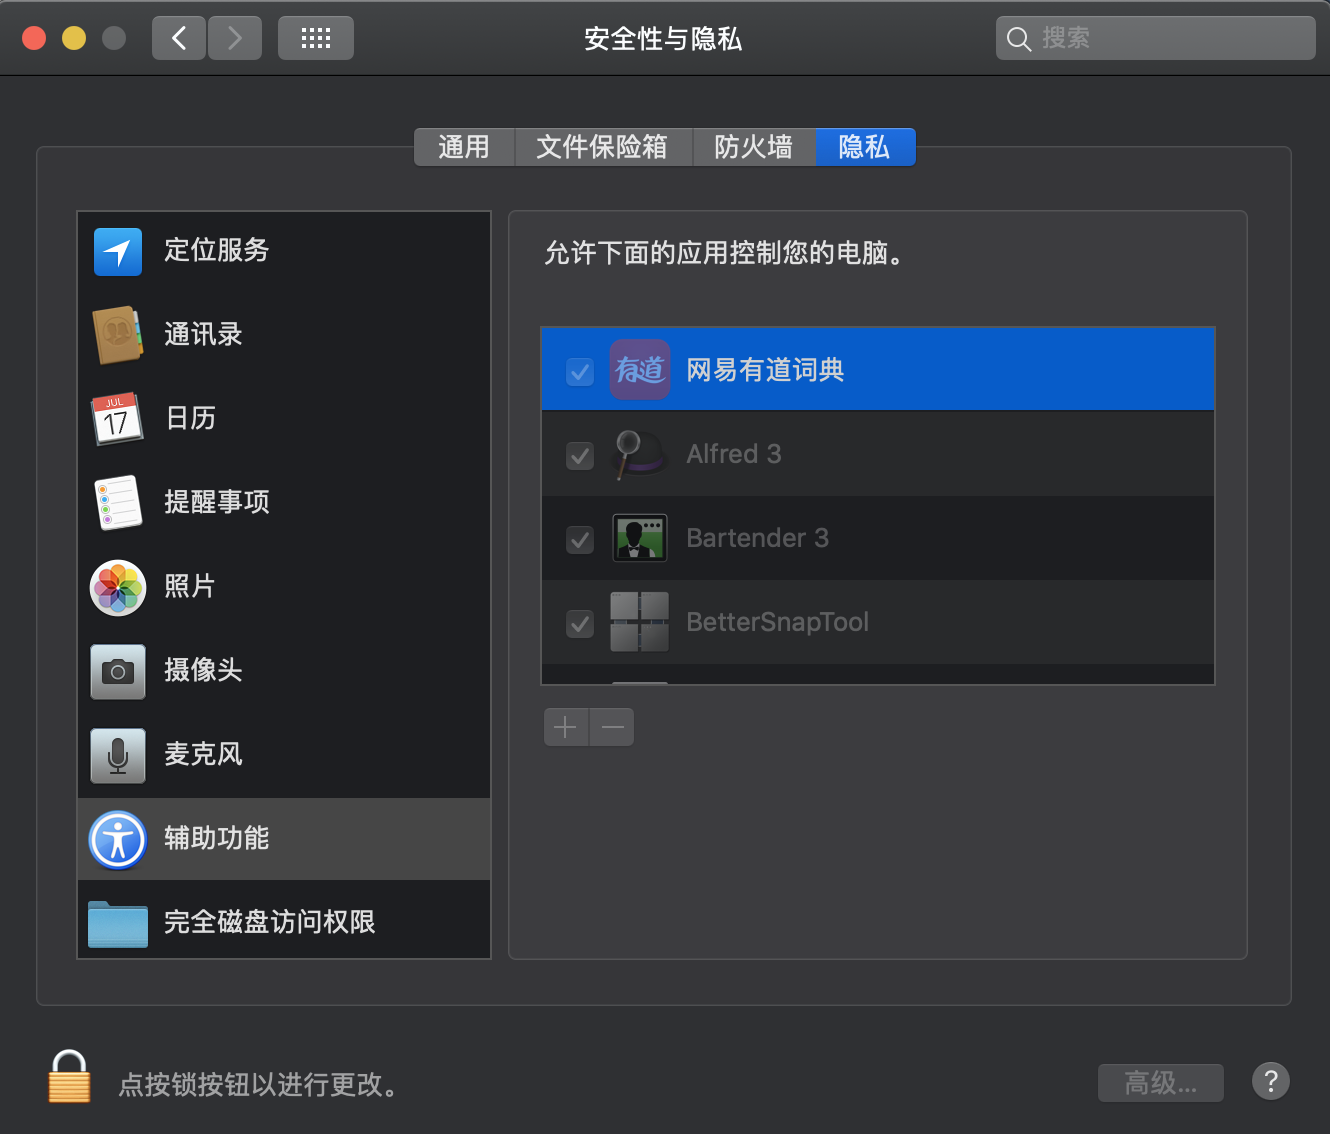 安全性与隐私
搜索
通用 文件保险箱 防火墙 隐私
定位服务
通讯录
JUL
17
日历
提醒事项
照片
摄像头
麦克风
辅助功能
完全磁盘访问权限
允许下面的应用控制您的电脑。
有道 网易有道词典
Alfred 3
Bartender 3
BetterSnapTool
点按锁按钮以进行更改。
高级...
?